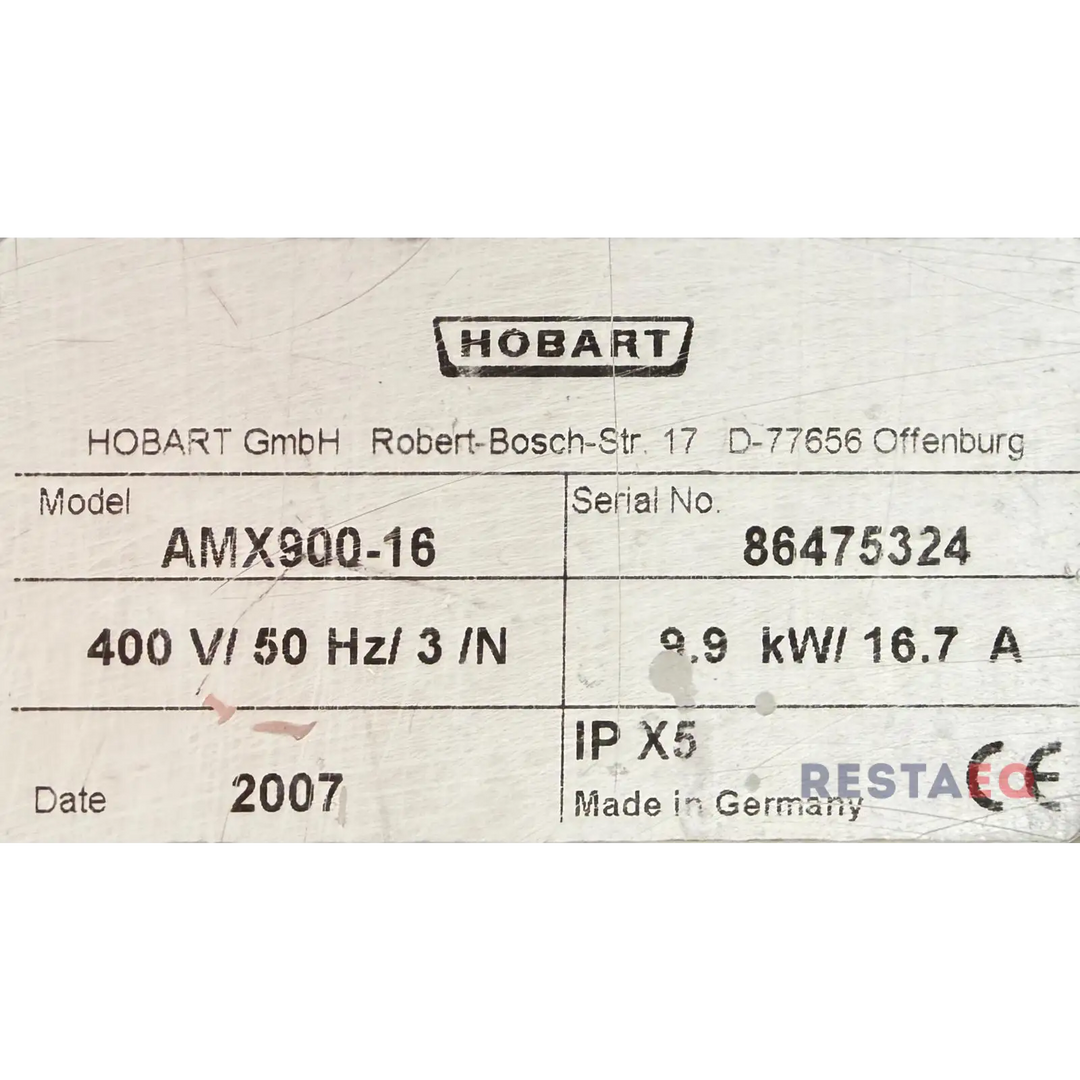 HOBART
HOBART GmbH Robert-Bosch-Str. 17 D-77656 Offenburg
Model
AMX900-16
Serial No.
86475324
400 V/ 50 Hz/ 3 /N
9.9 kW/ 16.7 A
Date 2007
IP X5
Made in Germany
CE
RESTAEQ